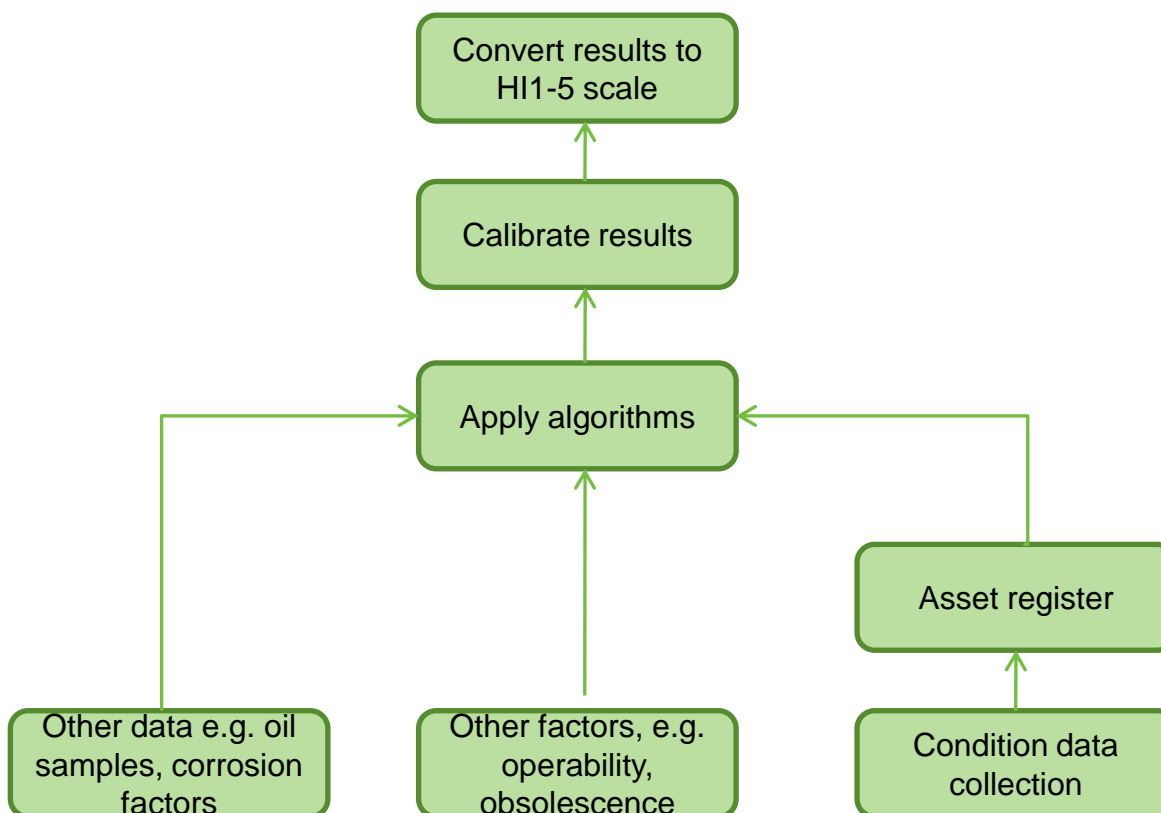 Convert results to
HI1-5 scale
Calibrate results
Apply algorithms
Asset register
Other data e.g. oil
samples, corrosion
factors
Other factors, e.g.
operability,
obsolescence
Condition data
collection